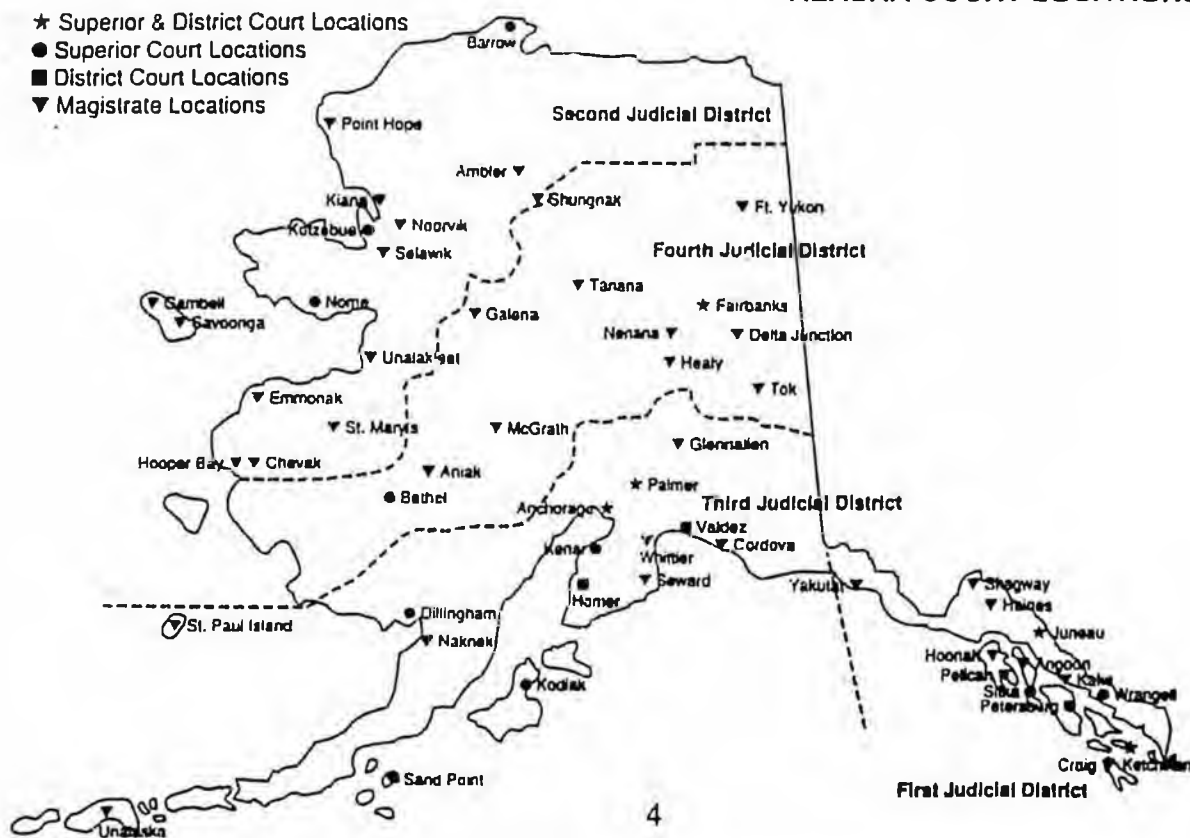 ★ Superior & District Court Locations
● Superior Court Locations
■ District Court Locations
▼ Magistrate Locations
Barrow
Second Judicial District
Point Hope
Ambler
Kiana
Shungnak
Ft. Yukon
Noorvik
Kotzebue
Selawik
Fourth Judicial District
Tanana
Gambell
Nome
Fairbanks
Savoonga
Galena
Nenana
Delta Junction
Unalakleet
Healy
Tok
Emmonak
St. Marys
McGrath
Glennallen
Hooper Bay
Chevak
Aniak
Bethel
Palmer
Anchorage
Third Judicial District
Valdez
Kenai
Whittier
Cordova
Seward
Homer
Yakutat
Skagway
Haines
Dillingham
St. Paul Island
Naknek
Juneau
Hoonah
Angoon
Pelican
Kake
Kodiak
Sitka
Wrangell
Petersburg
Sand Point
Craig
Ketchikan
First Judicial District
Unalaska
4